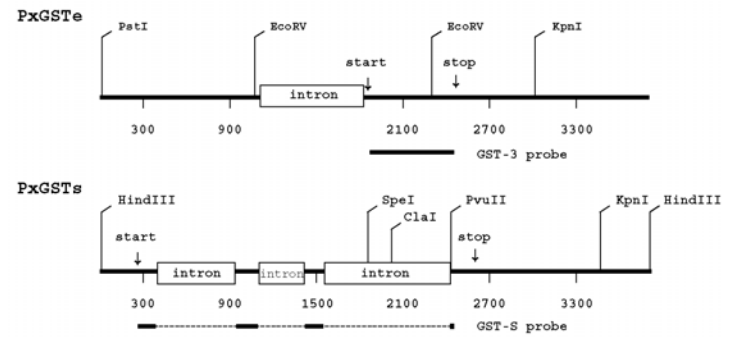 PxGSTe
PstI EcoRV EcoRV KpnI
start stop
intron
300 900 2100 2700 3300
GST-3 probe
PxGSTs
HindIII SpeI PvuII KpnI HindIII
ClaI
start stop
intron intron intron
300 900 1500 2100 2700 3300
GST-S probe